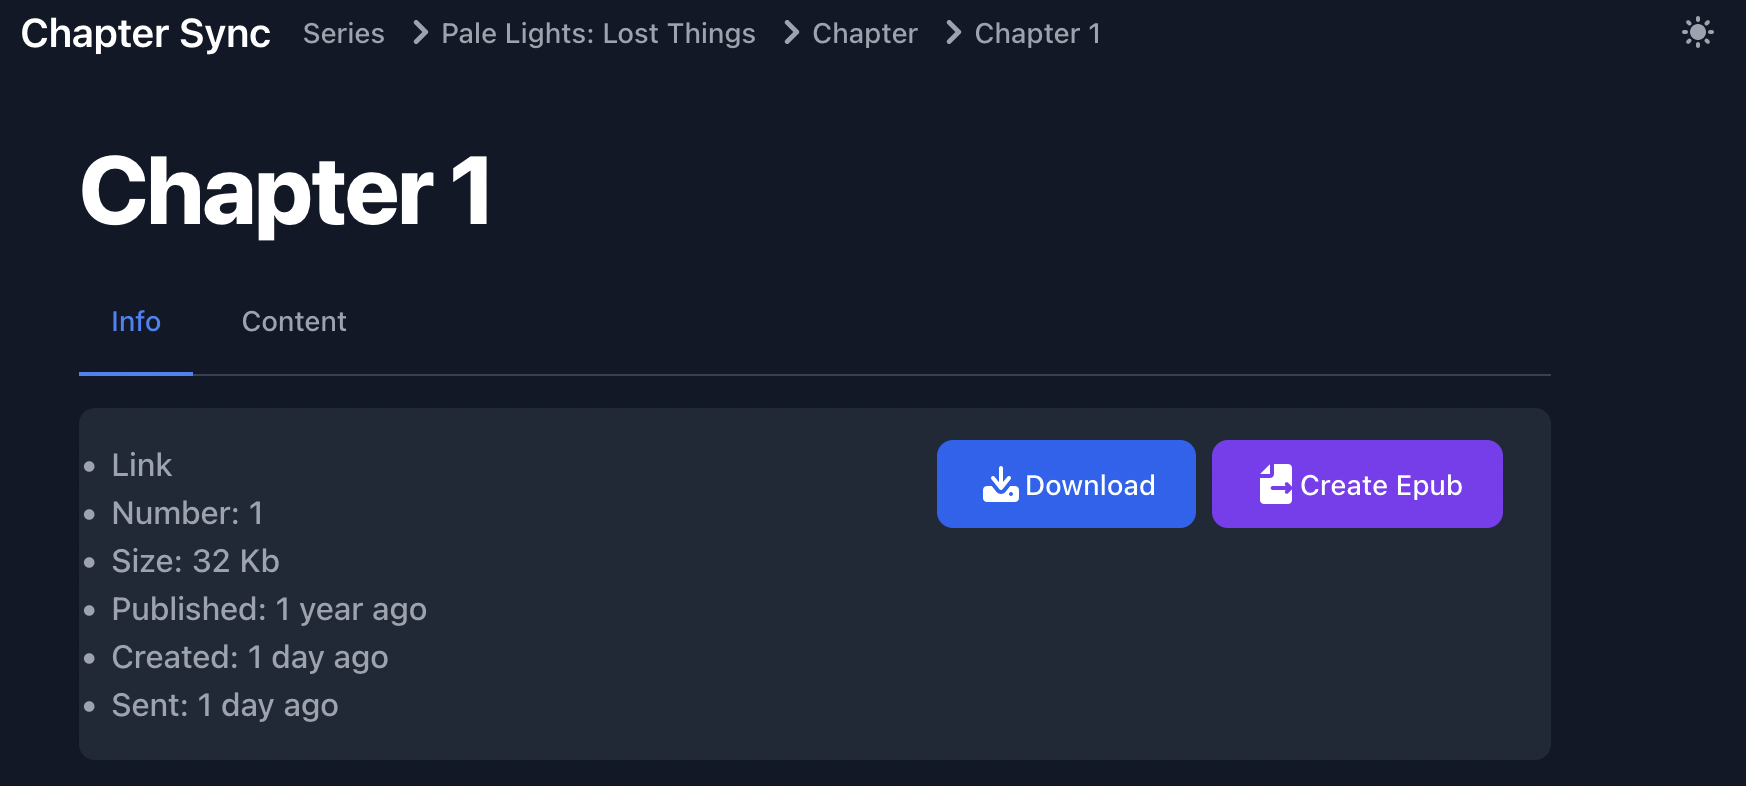 Chapter Sync Series Pale Lights: Lost Things Chapter Chapter 1
Chapter 1
Info Content
Link
Number: 1
Size: 32 Kb
Published: 1 year ago
Created: 1 day ago
Sent: 1 day ago
Download Create Epub